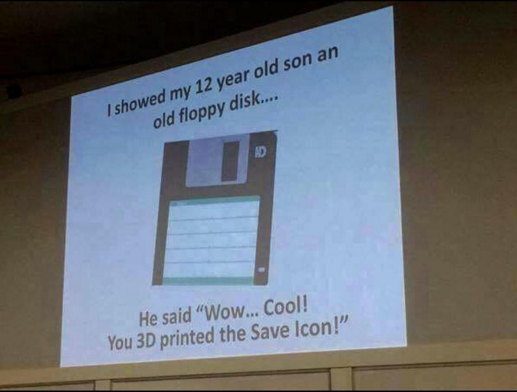 I showed my 12 year old son an
old floppy disk....
HD
He said “Wow... Cool!
You 3D printed the Save Icon!”